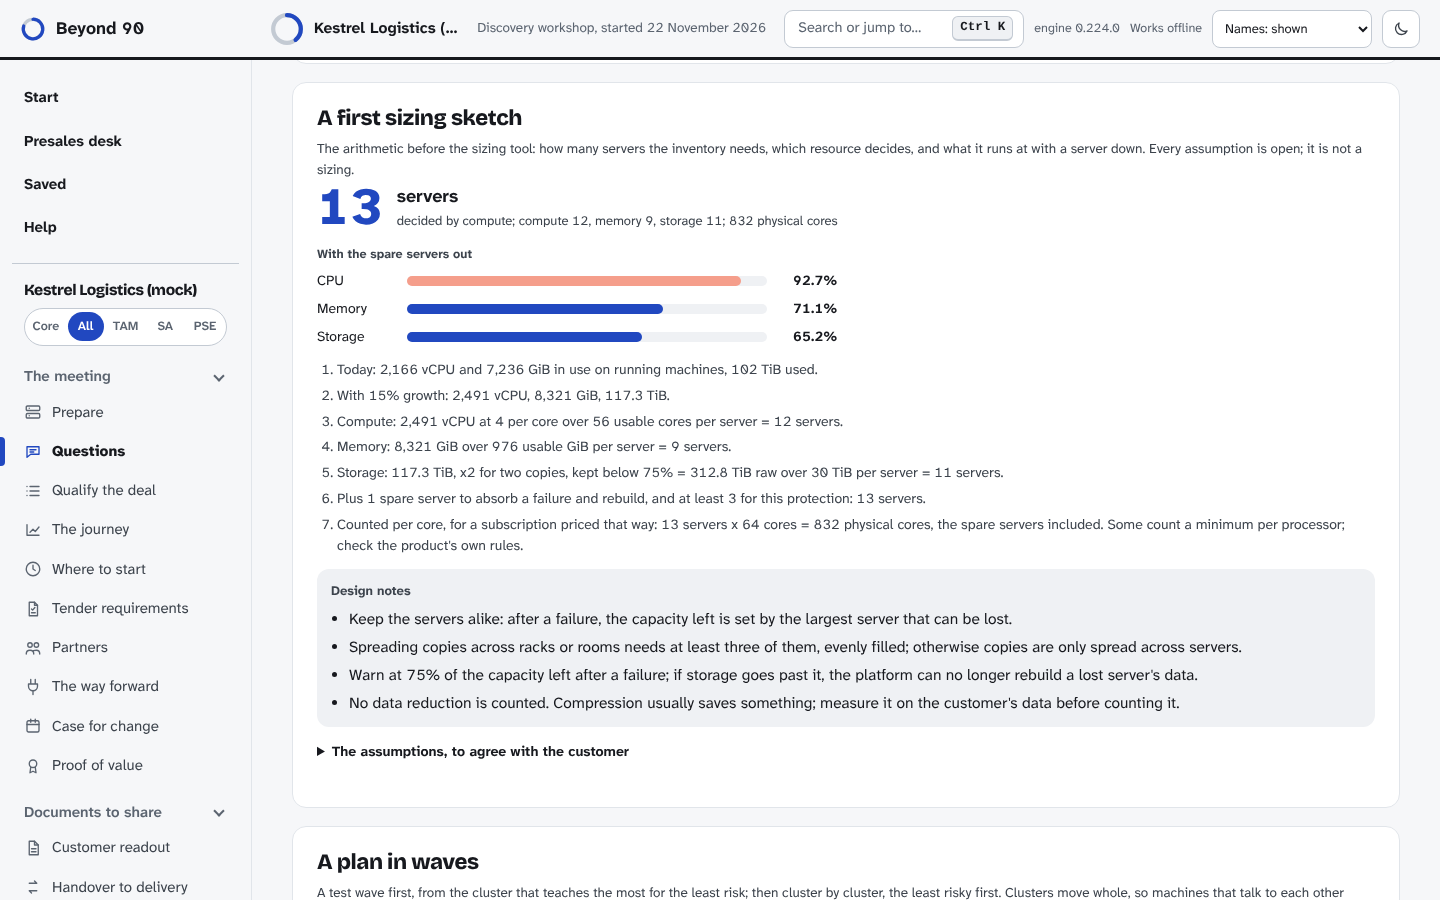 Beyond 90
Kestrel Logistics (...
Discovery workshop, started 22 November 2026
Search or jump to...
Ctrl K
engine 0.224.0
Works offline
Names: shown
Start
Presales desk
Saved
Help
Kestrel Logistics (mock)
Core All TAM SA PSE
The meeting
Prepare
Questions
Qualify the deal
The journey
Where to start
Tender requirements
Partners
The way forward
Case for change
Proof of value
Documents to share
Customer readout
Handover to delivery
A first sizing sketch
The arithmetic before the sizing tool: how many servers the inventory needs, which resource decides, and what it runs at with a server down. Every assumption is open; it is not a
sizing.
13 servers
decided by compute; compute 12, memory 9, storage 11; 832 physical cores
With the spare servers out
CPU 92.7%
Memory 71.1%
Storage 65.2%
1. Today: 2,166 vCPU and 7,236 GiB in use on running machines, 102 TiB used.
2. With 15% growth: 2,491 vCPU, 8,321 GiB, 117.3 TiB.
3. Compute: 2,491 vCPU at 4 per core over 56 usable cores per server = 12 servers.
4. Memory: 8,321 GiB over 976 usable GiB per server = 9 servers.
5. Storage: 117.3 TiB, x2 for two copies, kept below 75% = 312.8 TiB raw over 30 TiB per server = 11 servers.
6. Plus 1 spare server to absorb a failure and rebuild, and at least 3 for this protection: 13 servers.
7. Counted per core, for a subscription priced that way: 13 servers x 64 cores = 832 physical cores, the spare servers included. Some count a minimum per processor;
check the product's own rules.
Design notes
• Keep the servers alike: after a failure, the capacity left is set by the largest server that can be lost.
• Spreading copies across racks or rooms needs at least three of them, evenly filled; otherwise copies are only spread across servers.
• Warn at 75% of the capacity left after a failure; if storage goes past it, the platform can no longer rebuild a lost server's data.
• No data reduction is counted. Compression usually saves something; measure it on the customer's data before counting it.
The assumptions, to agree with the customer
A plan in waves
A test wave first, from the cluster that teaches the most for the least risk; then cluster by cluster, the least risky first. Clusters move whole, so machines that talk to each other